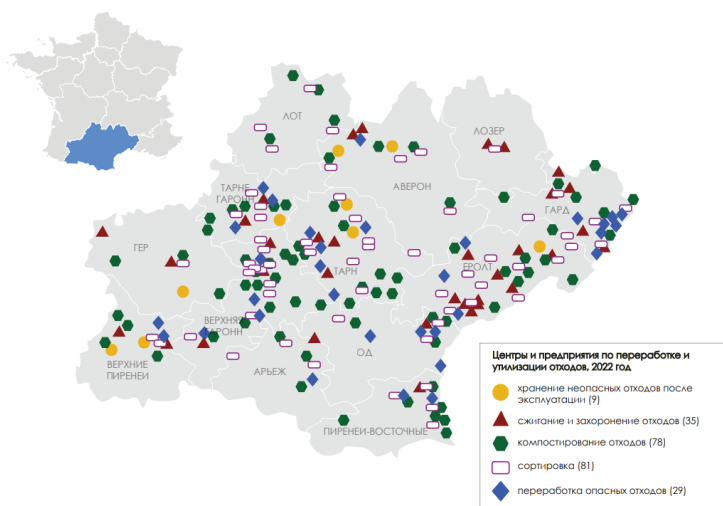 ЛОТ
ЛОЗЕР
АВЕРОН
ТАРНЕ
ГАРОНН
ГАРД
ГЕР
ТАРН
ЕРОЛТ
ВЕРХНЯЯ
ГАРОНН
ОД
ВЕРХНИЕ
ПИРЕНЕИ
АРЬЕЖ
ПИРЕНЕИ-ВОСТОЧНЫЕ
Центры и предприятия по переработке и
утилизации отходов, 2022 год
хранение неопасных отходов после
эксплуатации (9)
сжигание и захоронение отходов (35)
компостирование отходов (78)
сортировка (81)
переработка опасных отходов (29)